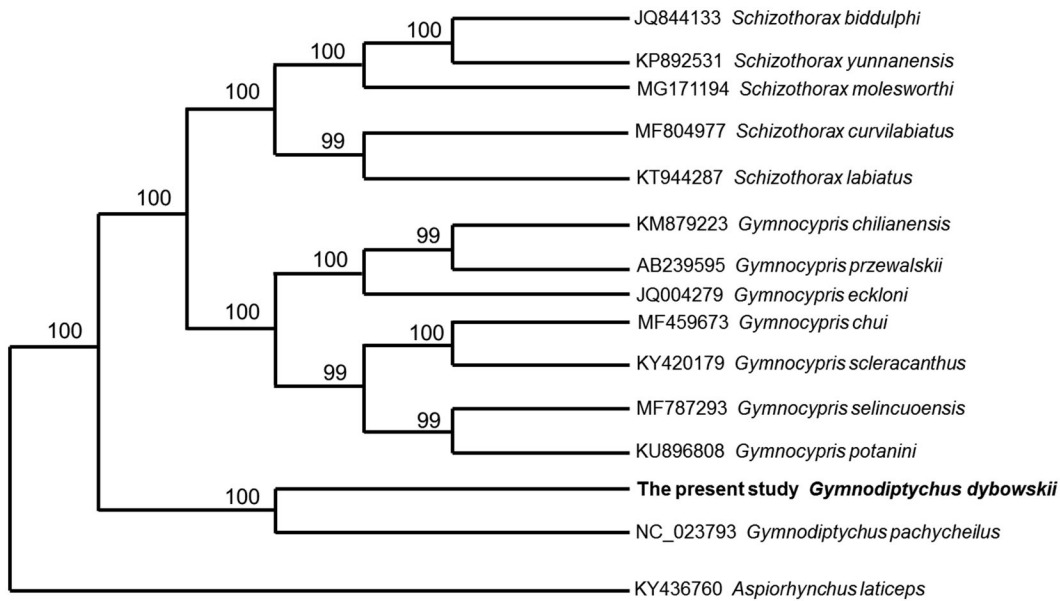 JQ844133 Schizothorax biddulphi
100
KP892531 Schizothorax yunnanensis
100
MG171194 Schizothorax molesworthi
100
MF804977 Schizothorax curvilabiatus
99
KT944287 Schizothorax labiatus
100
KM879223 Gymnocypris chilianensis
99
AB239595 Gymnocypris przewalskii
100
JQ004279 Gymnocypris eckloni
100
MF459673 Gymnocypris chui
100
100
KY420179 Gymnocypris scleracanthus
99
MF787293 Gymnocypris selincuoensis
99
KU896808 Gymnocypris potanini
The present study Gymnodiptychus dybowskii
100
NC_023793 Gymnodiptychus pachycheilus
KY436760 Aspiorhynchus laticeps